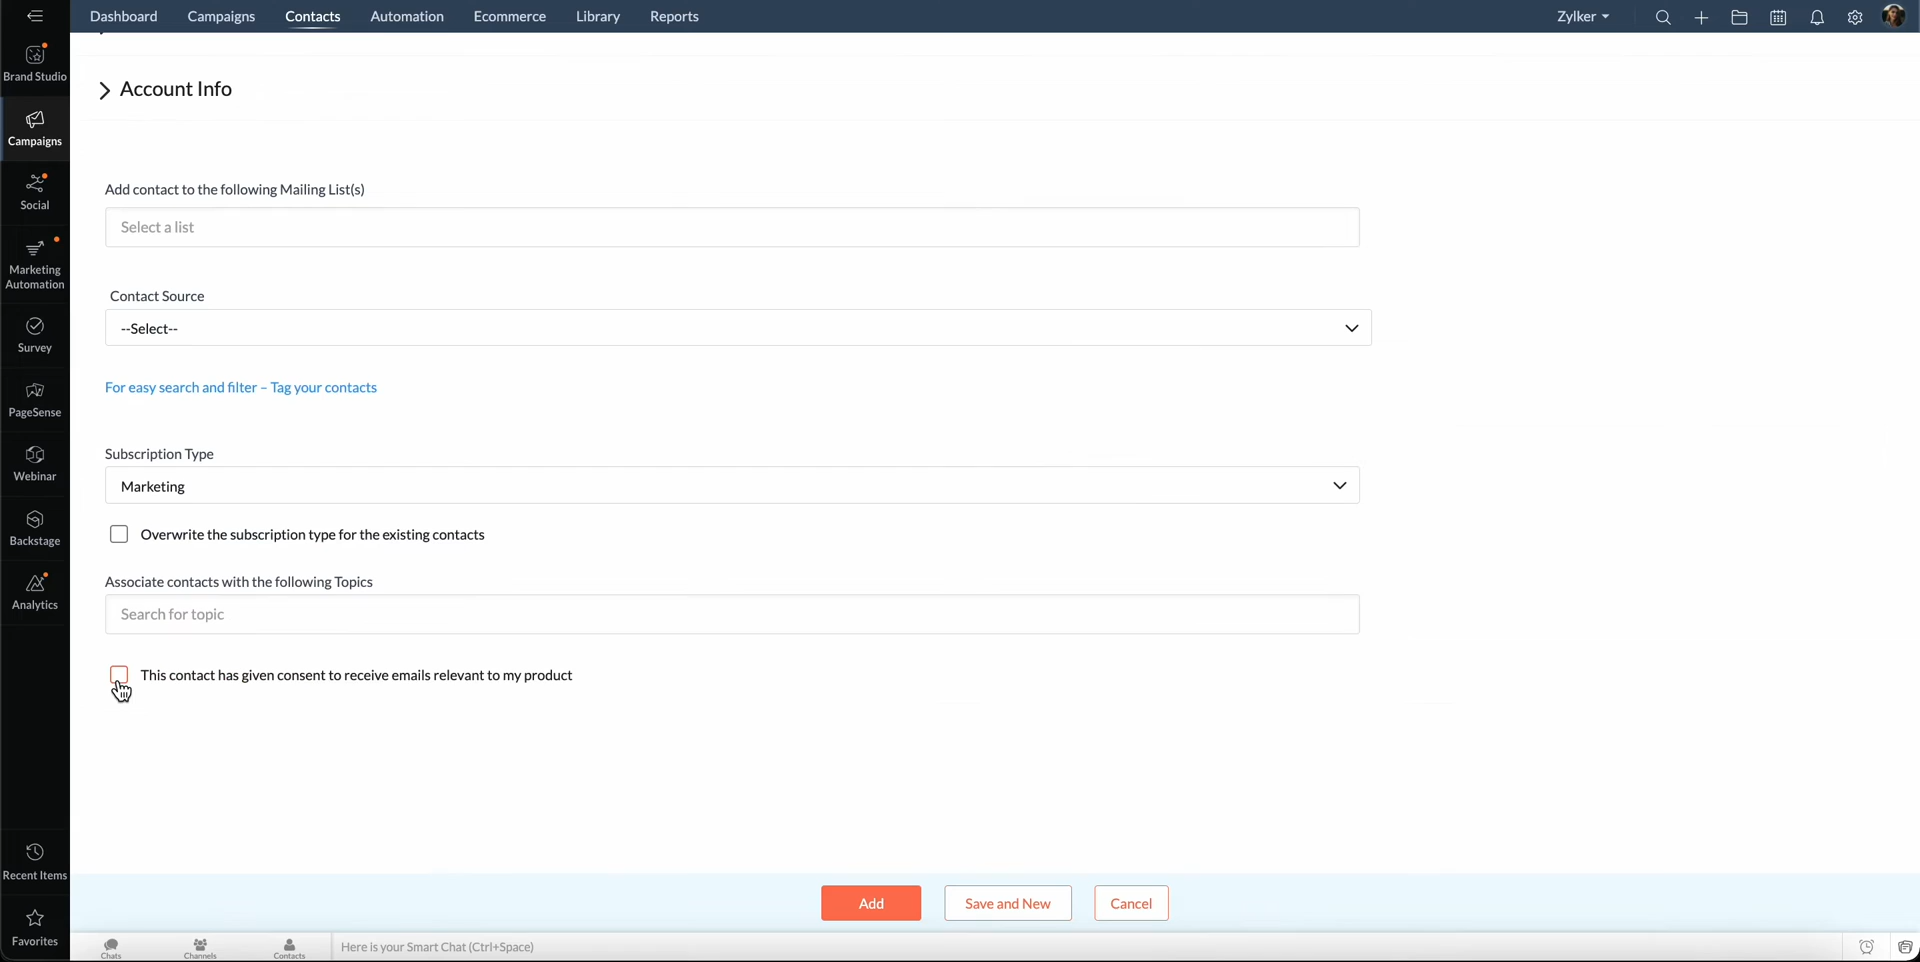 Dashboard
Campaigns
Contacts
Automation
Ecommerce
Library
Reports
Zylker
Brand Studio
Campaigns
Social
Marketing
Automation
Survey
PageSense
Webinar
Backstage
Analytics
Recent Items
Favorites
Account Info
Add contact to the following Mailing List(s)
Select a list
Contact Source
--Select--
For easy search and filter – Tag your contacts
Subscription Type
Marketing
Overwrite the subscription type for the existing contacts
Associate contacts with the following Topics
Search for topic
This contact has given consent to receive emails relevant to my product
Add
Save and New
Cancel
Chats
Channels
Contacts
Here is your Smart Chat (Ctrl+Space)